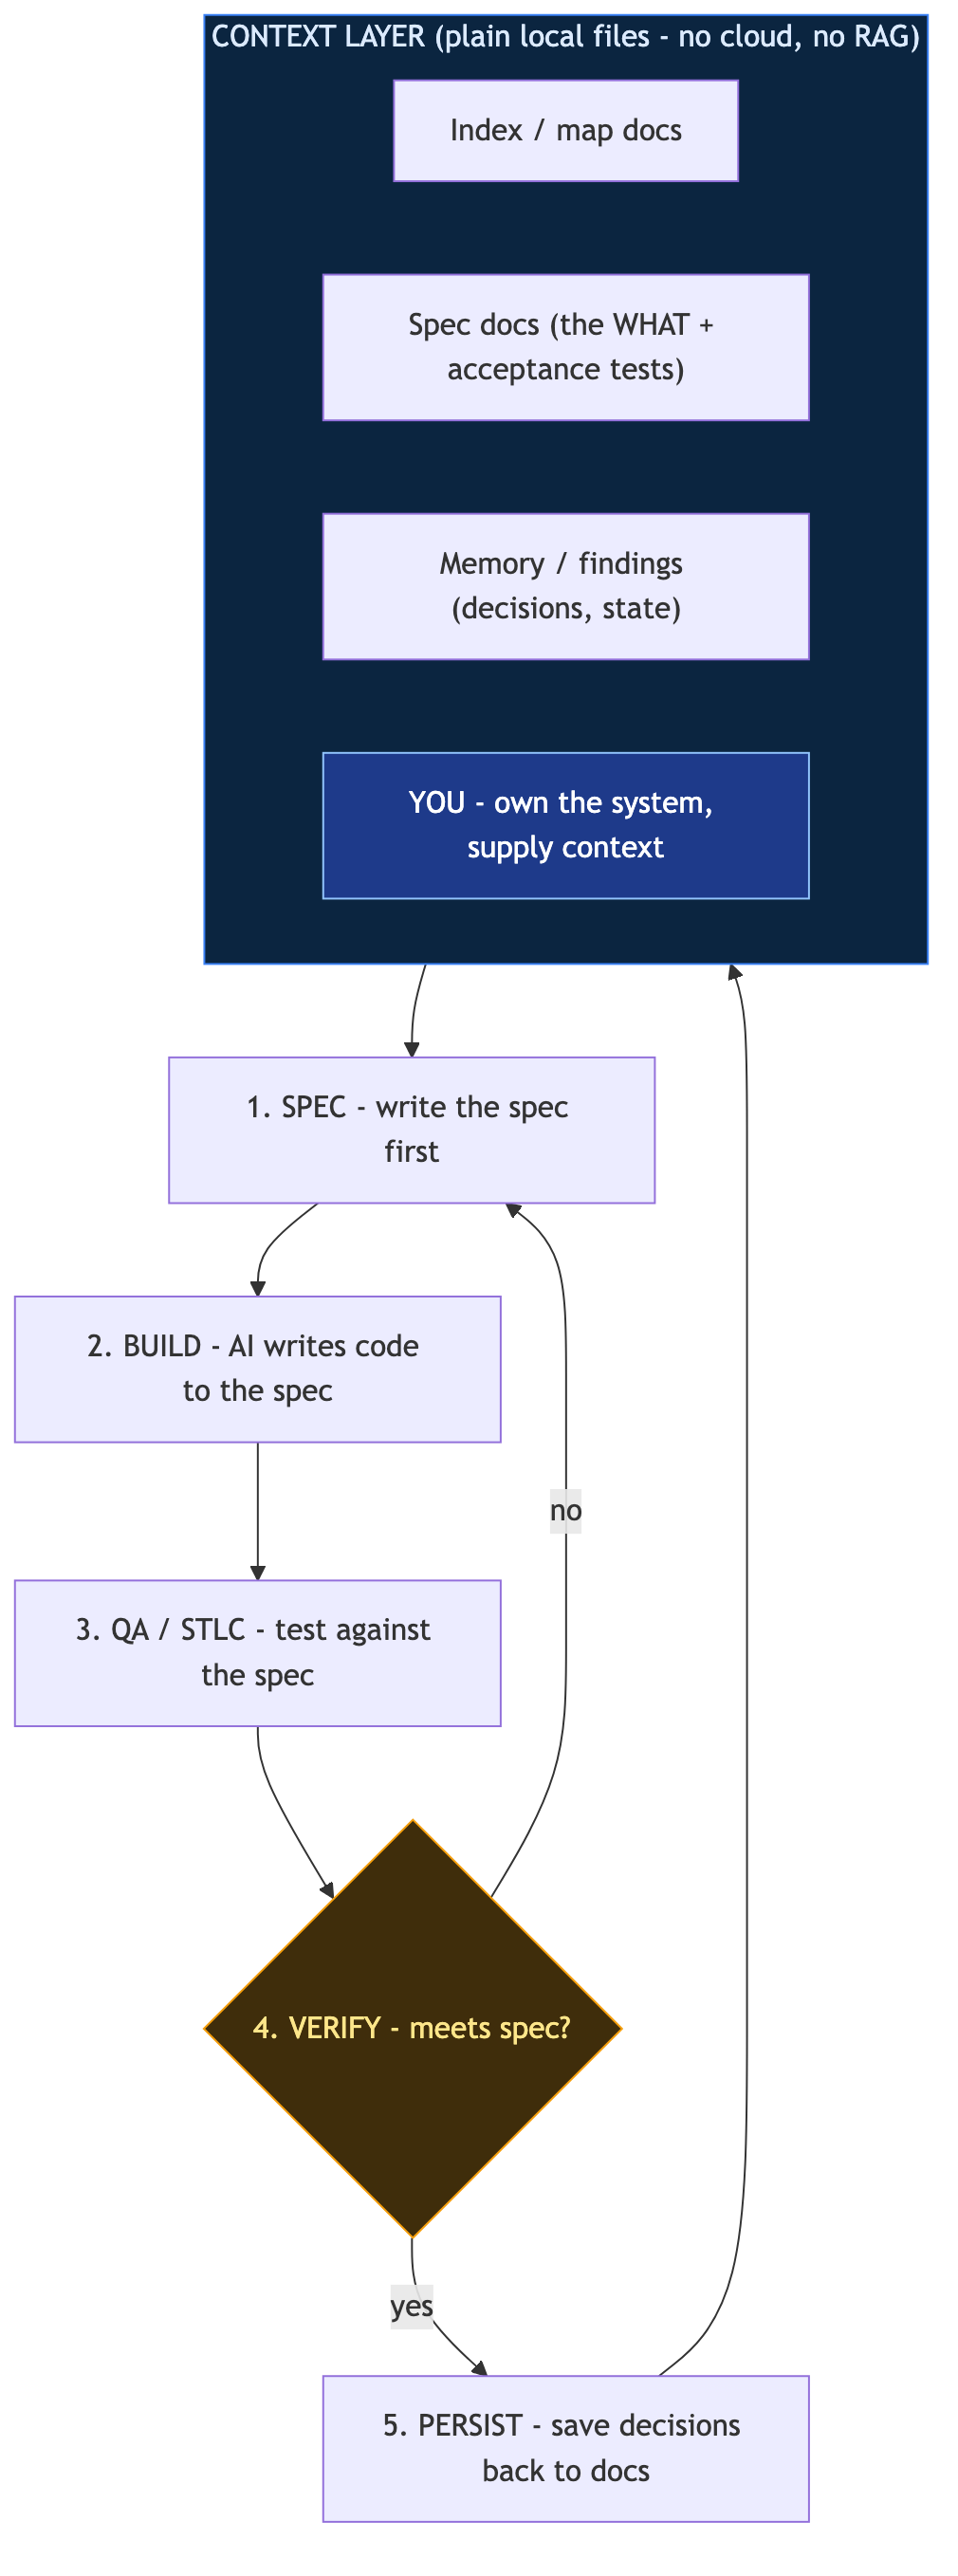 CONTEXT LAYER (plain local files - no cloud, no RAG)
Index / map docs
Spec docs (the WHAT +
acceptance tests)
Memory / findings
(decisions, state)
YOU - own the system,
supply context
1. SPEC - write the spec
first
2. BUILD - AI writes code
to the spec
no
3. QA / STLC - test against
the spec
4. VERIFY - meets spec?
yes
5. PERSIST - save decisions
back to docs